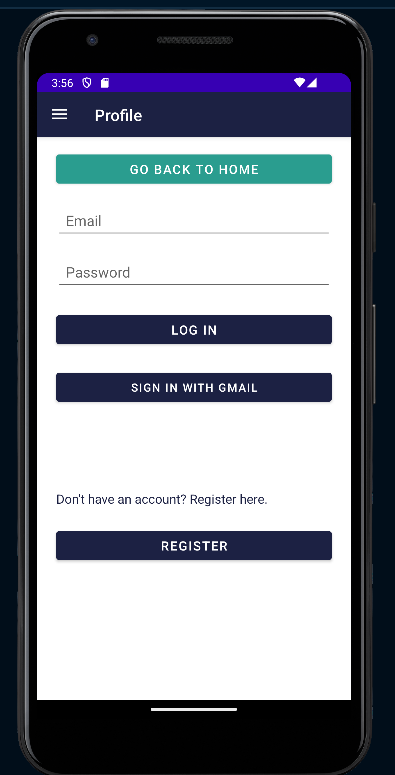 3:56
Profile
GO BACK TO HOME
Email
Password
LOG IN
SIGN IN WITH GMAIL
Don't have an account? Register here.
REGISTER